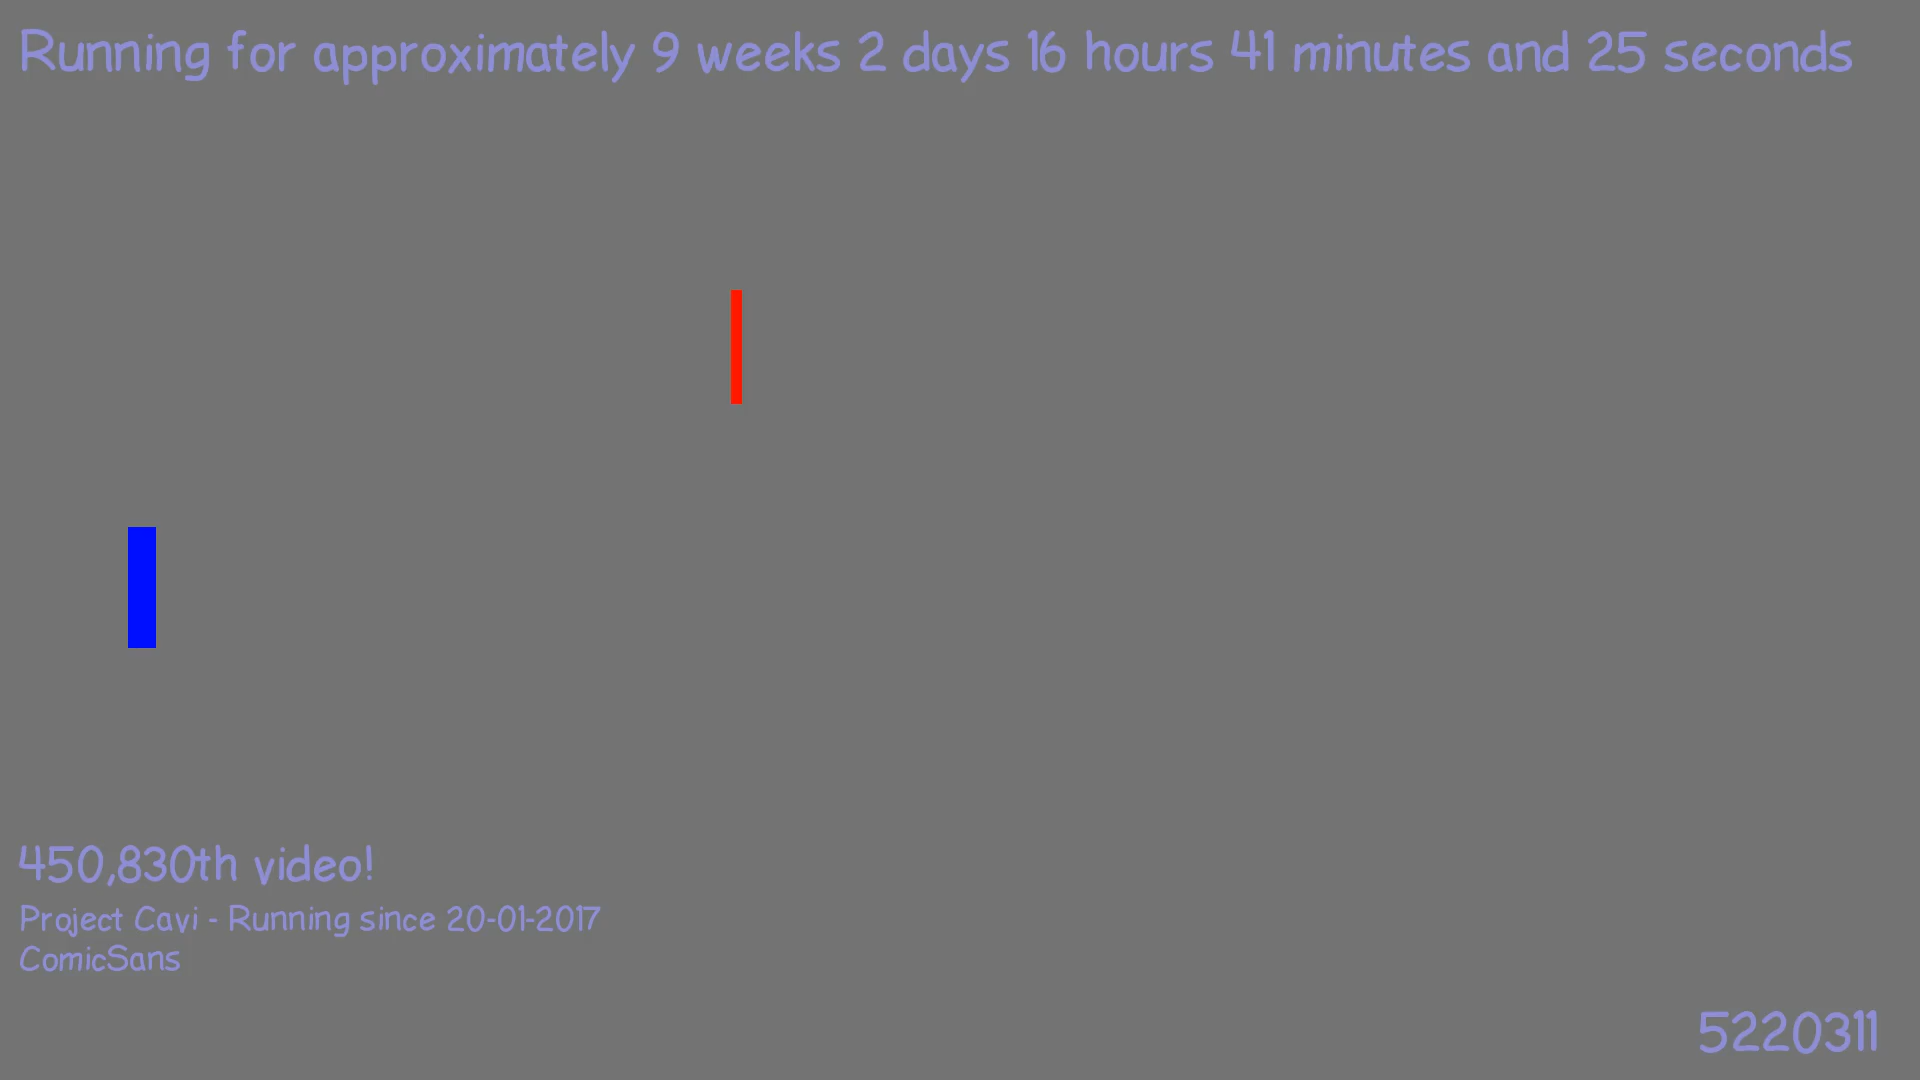 Running for approximately 9 weeks 2 days 16 hours 41 minutes and 25 seconds
450,830th video!
Project Cavi - Running since 20-01-2017
ComicSans
5220311